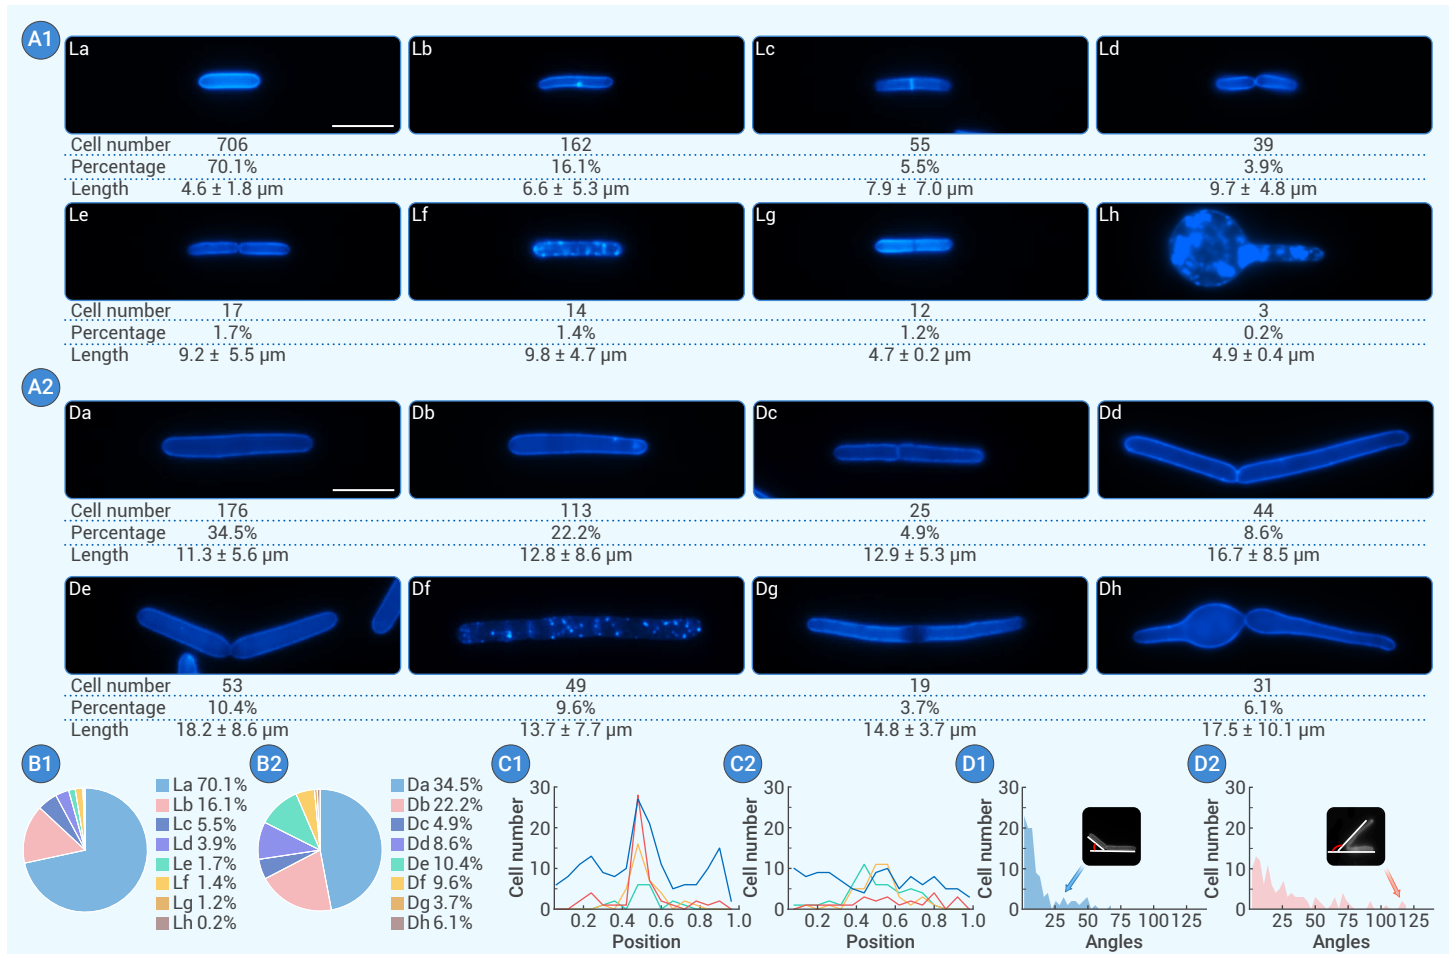 A1
La
Lb
Lc
Ld
Cell number 706 162 55 39
Percentage 70.1% 16.1% 5.5% 3.9%
Length 4.6 ± 1.8 μm 6.6 ± 5.3 μm 7.9 ± 7.0 μm 9.7 ± 4.8 μm
Le
Lf
Lg
Lh
Cell number 17 14 12 3
Percentage 1.7% 1.4% 1.2% 0.2%
Length 9.2 ± 5.5 μm 9.8 ± 4.7 μm 4.7 ± 0.2 μm 4.9 ± 0.4 μm
A2
Da
Db
Dc
Dd
Cell number 176 113 25 44
Percentage 34.5% 22.2% 4.9% 8.6%
Length 11.3 ± 5.6 μm 12.8 ± 8.6 μm 12.9 ± 5.3 μm 16.7 ± 8.5 μm
De
Df
Dg
Dh
Cell number 53 49 19 31
Percentage 10.4% 9.6% 3.7% 6.1%
Length 18.2 ± 8.6 μm 13.7 ± 7.7 μm 14.8 ± 3.7 μm 17.5 ± 10.1 μm
B1
La 70.1%
Lb 16.1%
Lc 5.5%
Ld 3.9%
Le 1.7%
Lf 1.4%
Lg 1.2%
Lh 0.2%
B2
Da 34.5%
Db 22.2%
Dc 4.9%
Dd 8.6%
De 10.4%
Df 9.6%
Dg 3.7%
Dh 6.1%
C1
Cell number
30
20
10
0
0.2 0.4 0.6 0.8 1.0
Position
C2
Cell number
30
20
10
0
0.2 0.4 0.6 0.8 1.0
Position
D1
Cell number
30
20
10
0
25 50 75 100 125
Angles
D2
Cell number
30
20
10
0
25 50 75 100 125
Angles